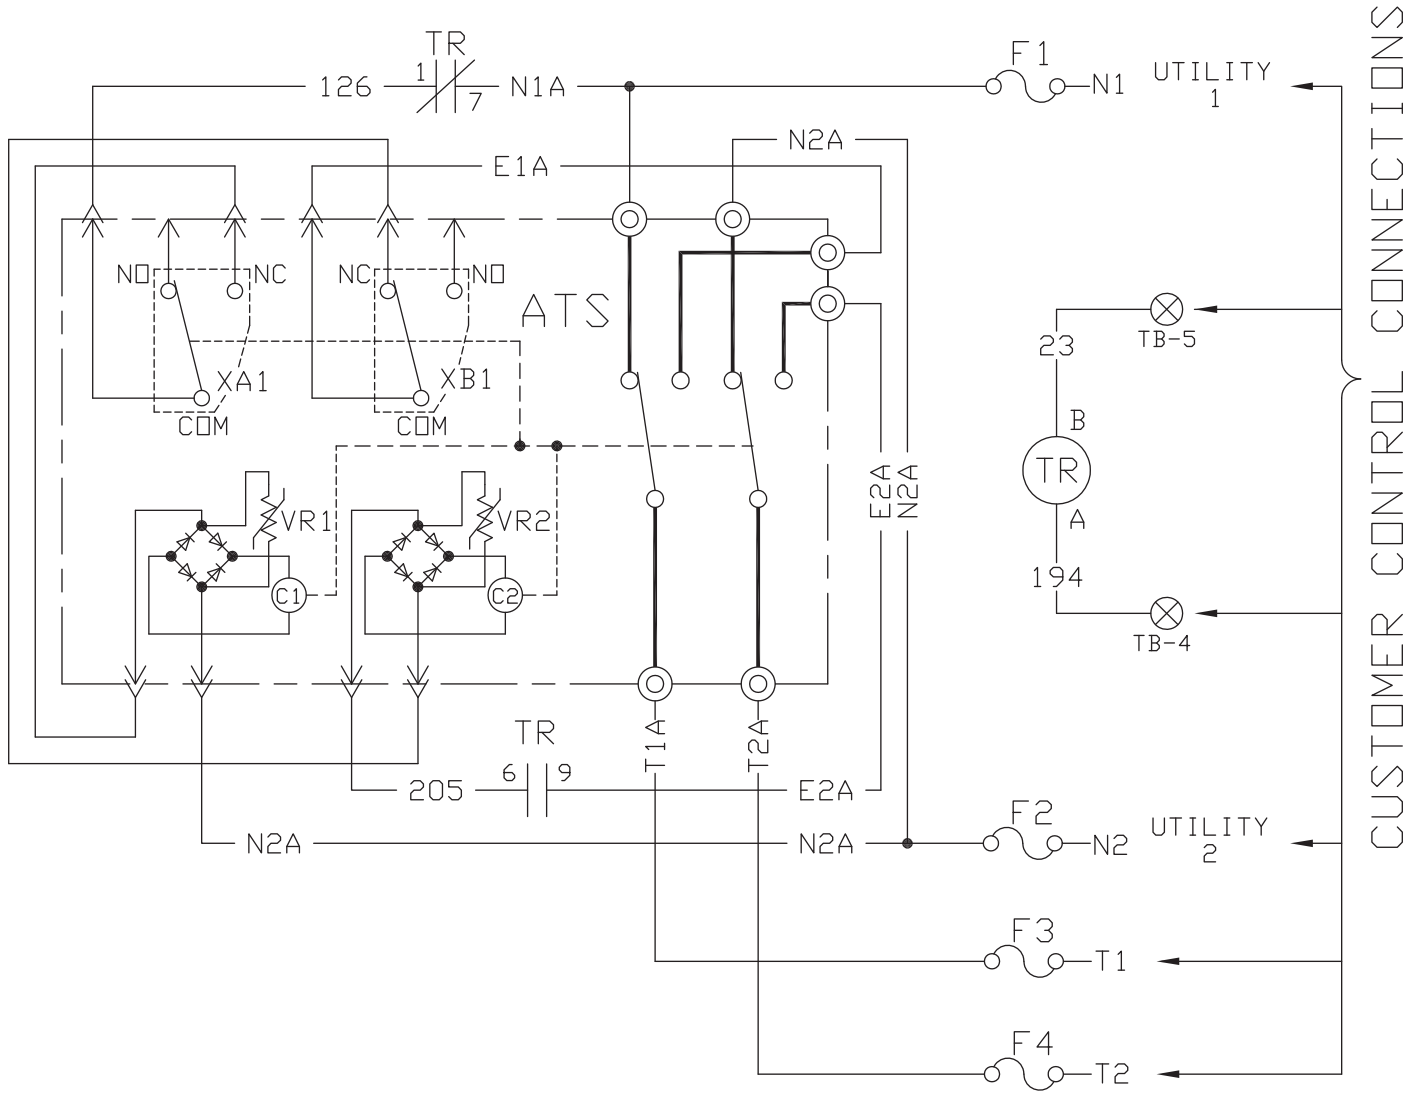 TR
1
126
7
N1A
F1
N1
UTILITY
1
N2A
E1A
NO
NC
NC
NO
ATS
XA1
XB1
COM
COM
VR1
VR2
C1
C2
E2A
N2A
23
TB-5
B
TR
A
194
TB-4
T1A
T2A
TR
6
9
205
E2A
N2A
N2A
F2
N2
UTILITY
2
F3
T1
F4
T2
CUSTOMER CONTROL CONNECTIONS